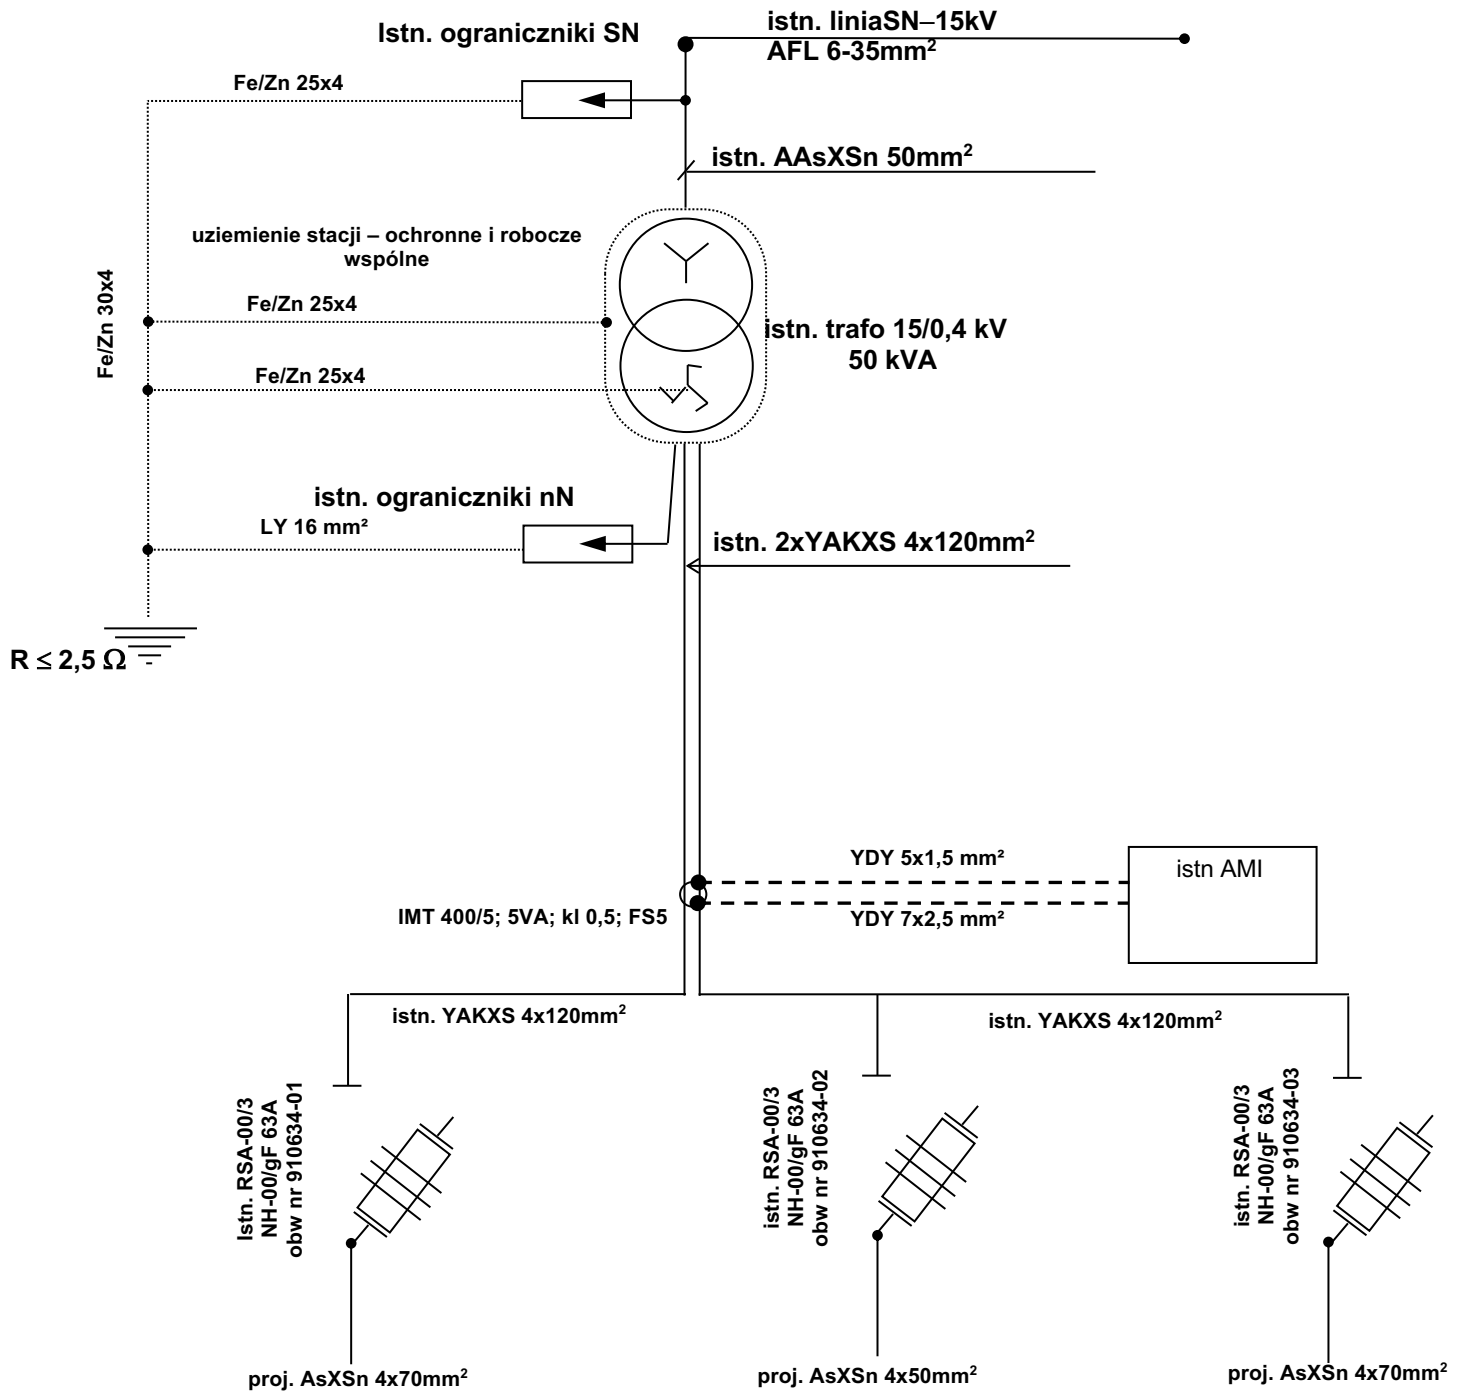 Istn. ograniczniki SN
istn. liniaSN–15kV
AFL 6-35mm²
Fe/Zn 25x4
istn. AAsXSn 50mm²
uziemienie stacji – ochronne i robocze
wspólne
Fe/Zn 30x4
Fe/Zn 25x4
istn. trafo 15/0,4 kV
50 kVA
Fe/Zn 25x4
istn. ograniczniki nN
LY 16 mm²
istn. 2xYAKXS 4x120mm²
R ≤ 2,5 Ω
YDY 5x1,5 mm²
istn AMI
IMT 400/5; 5VA; kl 0,5; FS5
YDY 7x2,5 mm²
istn. YAKXS 4x120mm²
istn. YAKXS 4x120mm²
Istn. RSA-00/3
NH-00/gF 63A
obw nr 910634-01
istn. RSA-00/3
NH-00/gF 63A
obw nr 910634-02
istn. RSA-00/3
NH-00/gF 63A
obw nr 910634-03
proj. AsXSn 4x70mm²
proj. AsXSn 4x50mm²
proj. AsXSn 4x70mm²